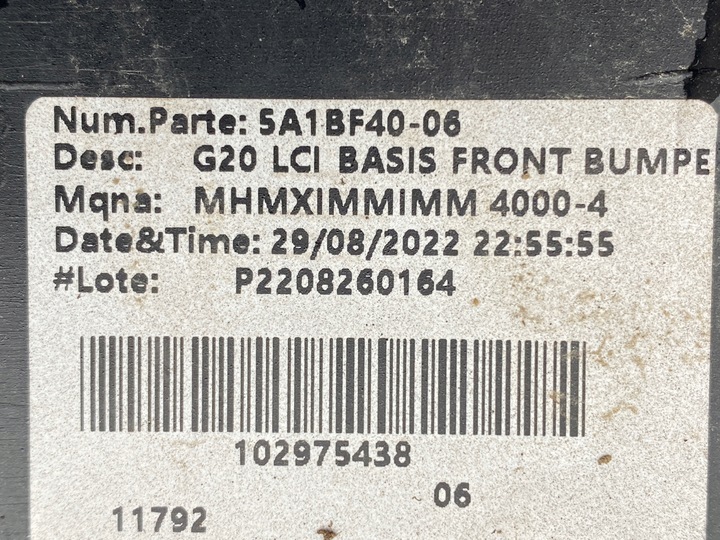 Num.Parte: 5A1BF40-06
Desc: G20 LCI BASIS FRONT BUMPE
Mqna: MHMXIMMIMM 4000-4
Date&Time: 29/08/2022 22:55:55
#Lote: P2208260164
102975438
06
11792